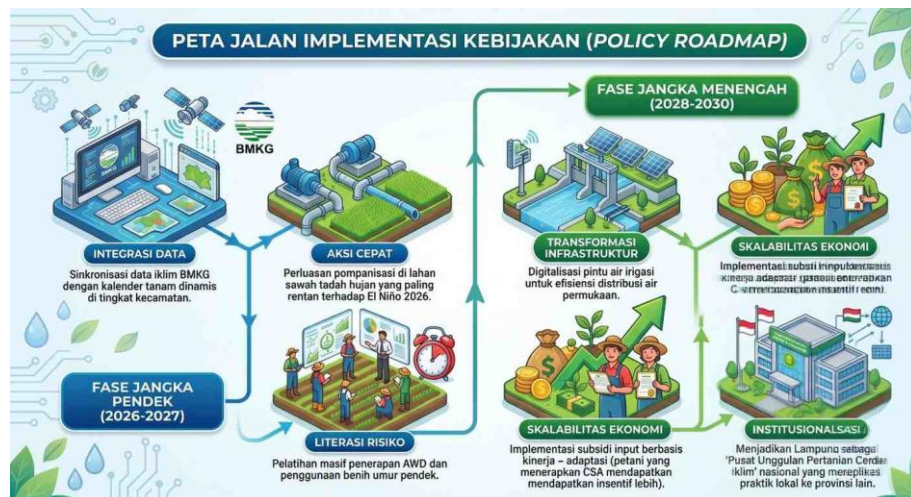 PETA JALAN IMPLEMENTASI KEBIJAKAN (POLICY ROADMAP)
BMKG
BMKG
INTEGRASI DATA
Sinkronisasi data iklim BMKG
dengan kalender tanam dinamis
di tingkat kecamatan.
AKSI CEPAT
Perluasan pompanisasi di lahan
sawah tadah hujan yang paling
rentan terhadap El Niño 2026.
FASE JANGKA
PENDEK
(2026-2027)
LITERASI RISIKO
Pelatihan masif penerapan AWD dan
penggunaan benih umur pendek.
FASE JANGKA MENENGAH
(2028-2030)
TRANSFORMASI
INFRASTRUKTUR
Digitalisasi pintu air irigasi
untuk efisiensi distribusi air
permukaan.
SKALABILITAS EKONOMI
Implementasi subsidi
SKALABILITAS EKONOMI
Implementasi subsidi input berbasis
kinerja – adaptasi (petani yang
menerapkan CSA mendapatkan
mendapatkan insentif lebih).
INSTITUSIONALSASI
Menjadikan Lampung sebagai
'Pusat Unggulan Pertanian Cerdas
Iklim' nasional yang mereplikas
praktik lokal ke provinsi lain.